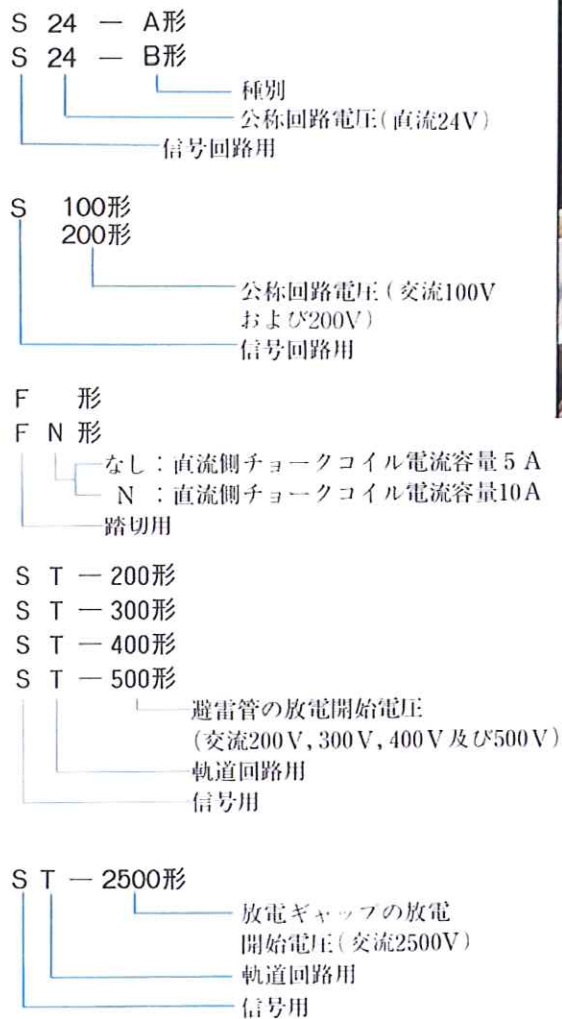 S 24 － A形
S 24 － B形
種別
公称回路電圧（直流24V）
信号回路用
S 100形
200形
公称回路電圧（交流100V
および200V）
信号回路用
F 形
F N 形
なし：直流側チョークコイル電流容量 5 A
N ：直流側チョークコイル電流容量10A
踏切用
S T － 200形
S T － 300形
S T － 400形
S T － 500形
避雷管の放電開始電圧
（交流200V，300V，400V及び500V）
軌道回路用
信号用
S T － 2500形
放電ギャップの放電
開始電圧（交流2500V）
軌道回路用
信号用